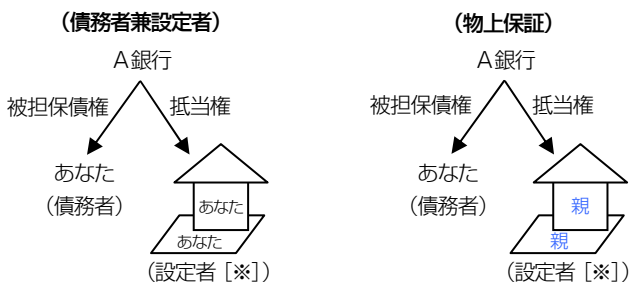 （債務者兼設定者）
A銀行
被担保債権
抵当権
あなた
（債務者）
あなた
あなた
（設定者［※］）
（物上保証）
A銀行
被担保債権
抵当権
あなた
（債務者）
親
親
（設定者［※］）